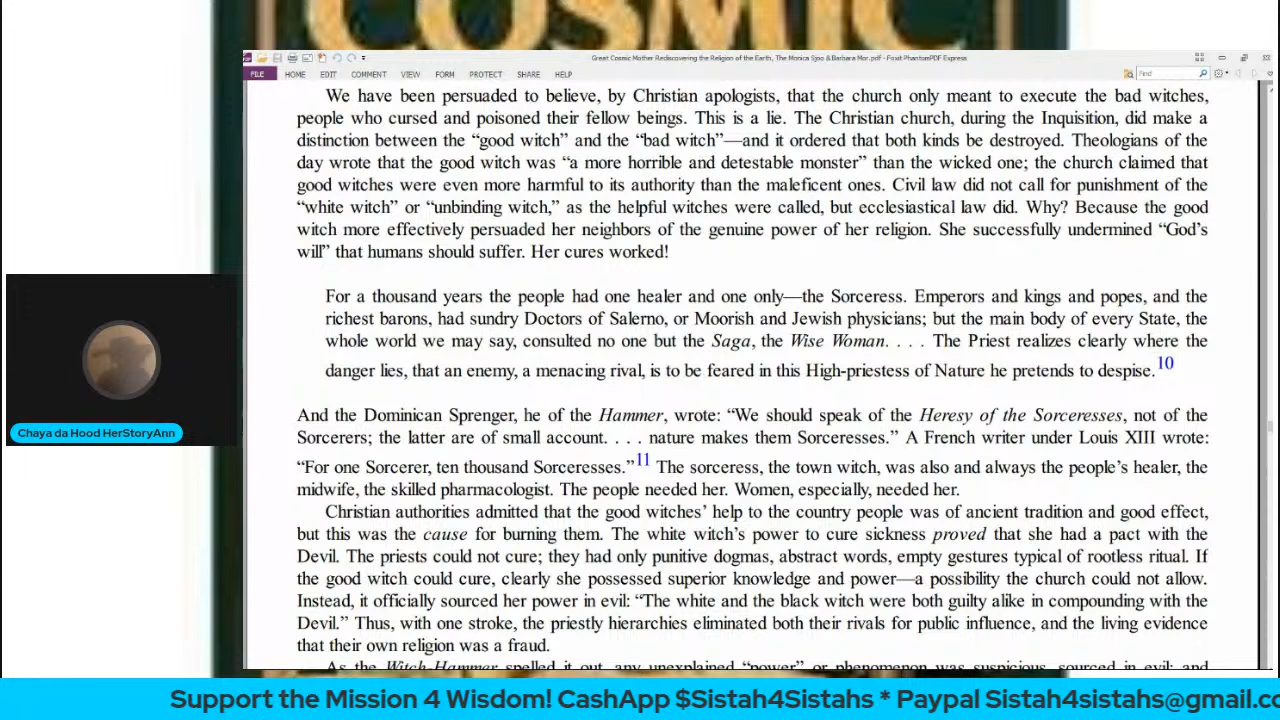 COSMIC
Great Cosmic Mother Rediscovering the Religion of the Earth, The Monica Sjoo & Barbara Mor.pdf - Foxit PhantomPDF Express
FILE HOME EDIT COMMENT VIEW FORM PROTECT SHARE HELP Find
We have been persuaded to believe, by Christian apologists, that the church only meant to execute the bad witches,
people who cursed and poisoned their fellow beings. This is a lie. The Christian church, during the Inquisition, did make a
distinction between the “good witch” and the “bad witch”—and it ordered that both kinds be destroyed. Theologians of the
day wrote that the good witch was “a more horrible and detestable monster” than the wicked one; the church claimed that
good witches were even more harmful to its authority than the maleficent ones. Civil law did not call for punishment of the
“white witch” or “unbinding witch,” as the helpful witches were called, but ecclesiastical law did. Why? Because the good
witch more effectively persuaded her neighbors of the genuine power of her religion. She successfully undermined “God’s
will” that humans should suffer. Her cures worked!
For a thousand years the people had one healer and one only—the Sorceress. Emperors and kings and popes, and the
richest barons, had sundry Doctors of Salerno, or Moorish and Jewish physicians; but the main body of every State, the
whole world we may say, consulted no one but the Saga, the Wise Woman. . . . The Priest realizes clearly where the
danger lies, that an enemy, a menacing rival, is to be feared in this High-priestess of Nature he pretends to despise.10
And the Dominican Sprenger, he of the Hammer, wrote: “We should speak of the Heresy of the Sorceresses, not of the
Sorcerers; the latter are of small account. . . . nature makes them Sorceresses.” A French writer under Louis XIII wrote:
“For one Sorcerer, ten thousand Sorceresses.”11 The sorceress, the town witch, was also and always the people’s healer, the
midwife, the skilled pharmacologist. The people needed her. Women, especially, needed her.
Christian authorities admitted that the good witches’ help to the country people was of ancient tradition and good effect,
but this was the cause for burning them. The white witch’s power to cure sickness proved that she had a pact with the
Devil. The priests could not cure; they had only punitive dogmas, abstract words, empty gestures typical of rootless ritual. If
the good witch could cure, clearly she possessed superior knowledge and power—a possibility the church could not allow.
Instead, it officially sourced her power in evil: “The white and the black witch were both guilty alike in compounding with the
Devil.” Thus, with one stroke, the priestly hierarchies eliminated both their rivals for public influence, and the living evidence
that their own religion was a fraud.
As the Witch-Hammer spelled it out, any unexplained “power” or phenomenon was suspicious, sourced in evil; and
Chaya da Hood HerStoryAnn
Support the Mission 4 Wisdom! CashApp $Sistah4Sistahs * Paypal Sistah4sistahs@gmail.co